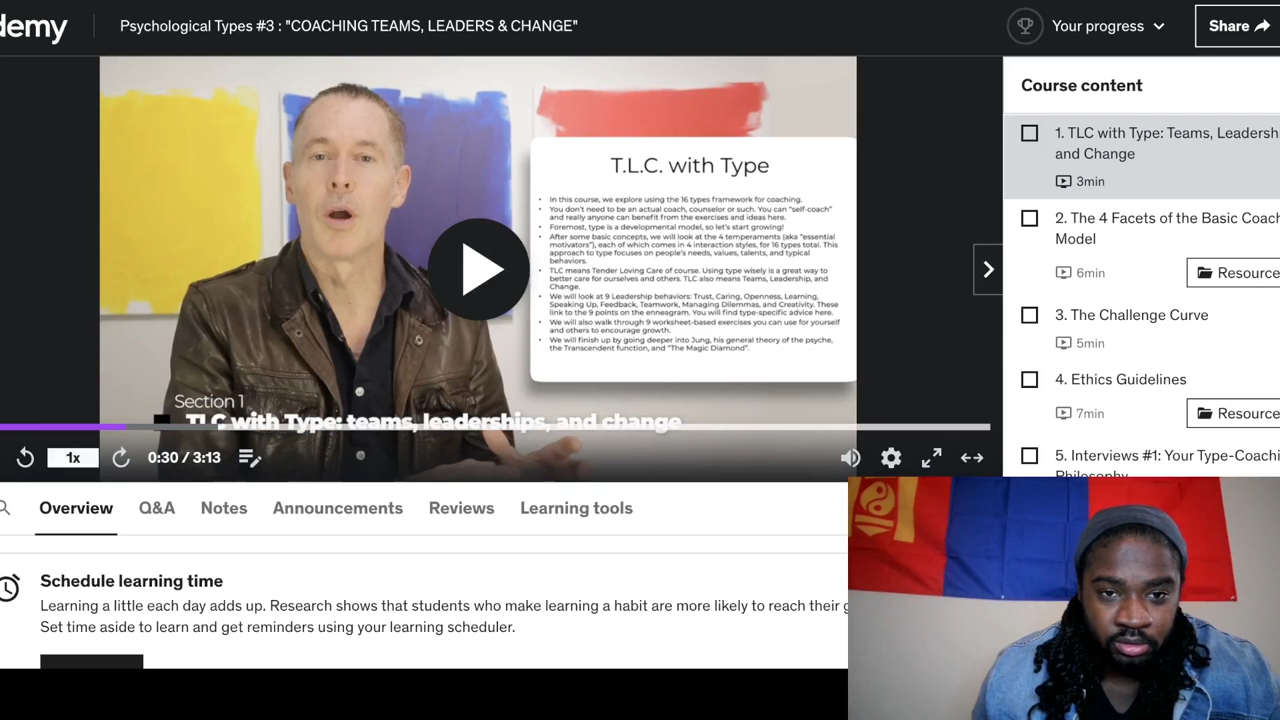 demy
Psychological Types #3 : "COACHING TEAMS, LEADERS & CHANGE"
Your progress
Share
T.L.C. with Type
• In this course, we explore using the 16 types framework for coaching.
• You don't need to be an actual coach, counselor or such. You can "self-coach"
and really anyone can benefit from the exercises and ideas here.
• Foremost, type is a developmental model, so let's start growing!
• After some basic concepts, we will look at the 4 temperaments (aka "essential
motivators"), each of which comes in 4 interaction styles, for 16 types total. This
approach to type focuses on people's needs, values, talents, and typical
behaviors.
• TLC means Tender Loving Care of course. Using type wisely is a great way to
better care for ourselves and others. TLC also means Teams, Leadership, and
Change.
• We will look at 9 Leadership behaviors: Trust, Caring, Openness, Learning,
Speaking Up, Feedback, Teamwork, Managing Dilemmas, and Creativity. These
link to the 9 points on the enneagram. You will find type-specific advice here.
• We will also walk through 9 worksheet-based exercises you can use for yourself
and others to encourage growth.
• We will finish up by going deeper into Jung, his general theory of the psyche,
the Transcendent function, and "The Magic Diamond".
Section 1
TLC with Type: teams, leaderships, and change
1x
0:30 / 3:13
Course content
1. TLC with Type: Teams, Leadersh
and Change
3min
2. The 4 Facets of the Basic Coach
Model
6min
Resource
3. The Challenge Curve
5min
4. Ethics Guidelines
7min
Resource
5. Interviews #1: Your Type-Coachi
Philosophy
Overview
Q&A
Notes
Announcements
Reviews
Learning tools
Schedule learning time
Learning a little each day adds up. Research shows that students who make learning a habit are more likely to reach their g
Set time aside to learn and get reminders using your learning scheduler.